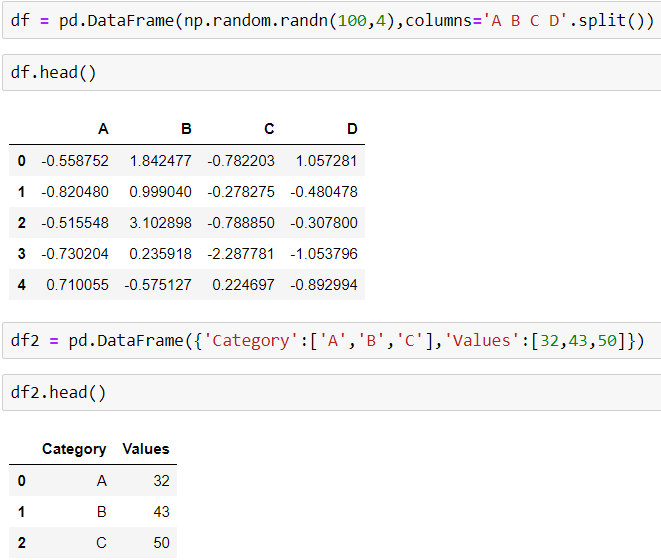 df = pd.DataFrame(np.random.randn(100,4),columns='A B C D'.split())
df.head()
A B C D
0 -0.558752 1.842477 -0.782203 1.057281
1 -0.820480 0.999040 -0.278275 -0.480478
2 -0.515548 3.102898 -0.788850 -0.307800
3 -0.730204 0.235918 -2.287781 -1.053796
4 0.710055 -0.575127 0.224697 -0.892994
df2 = pd.DataFrame({'Category':['A','B','C'],'Values':[32,43,50]})
df2.head()
Category Values
0 A 32
1 B 43
2 C 50